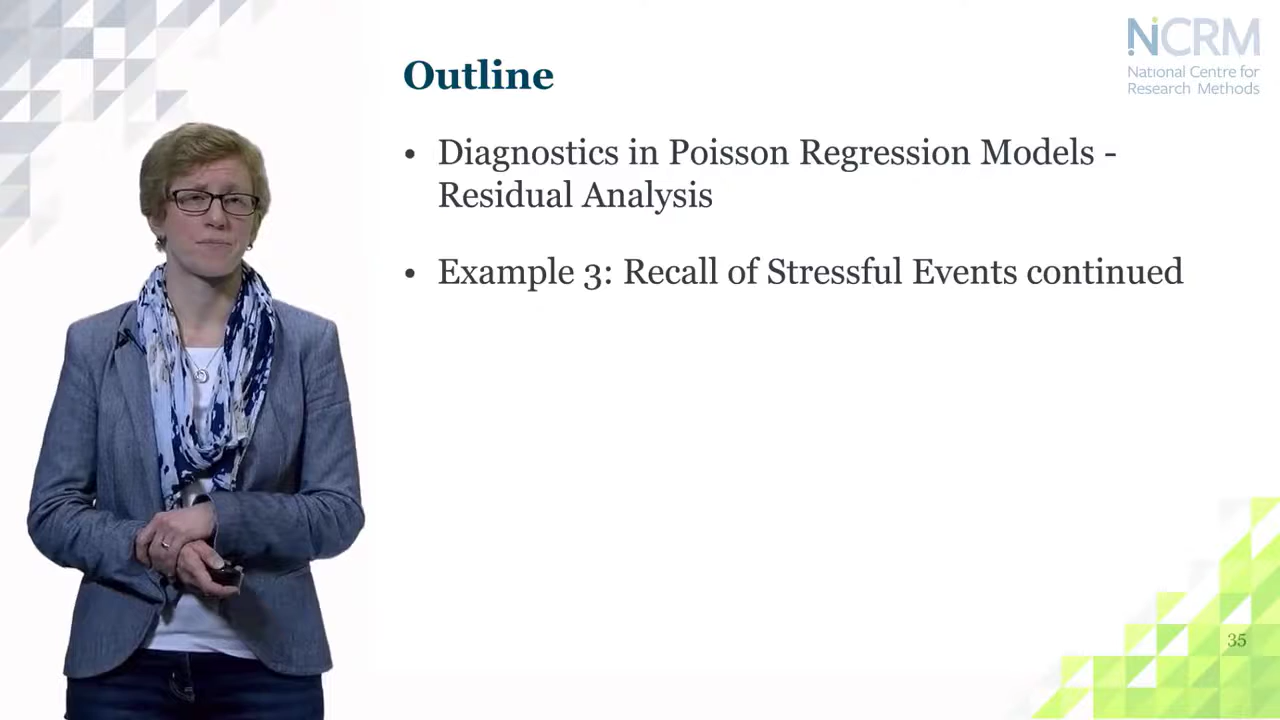 NCRM
National Centre for
Research Methods
Outline
• Diagnostics in Poisson Regression Models -
Residual Analysis
• Example 3: Recall of Stressful Events continued
35